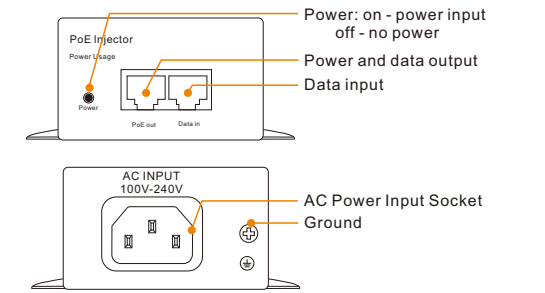 Power: on - power input
off - no power
PoE Injector
Power Usage
Power and data output
Data input
Power
PoE out
Data in
AC INPUT
100V-240V
AC Power Input Socket
Ground